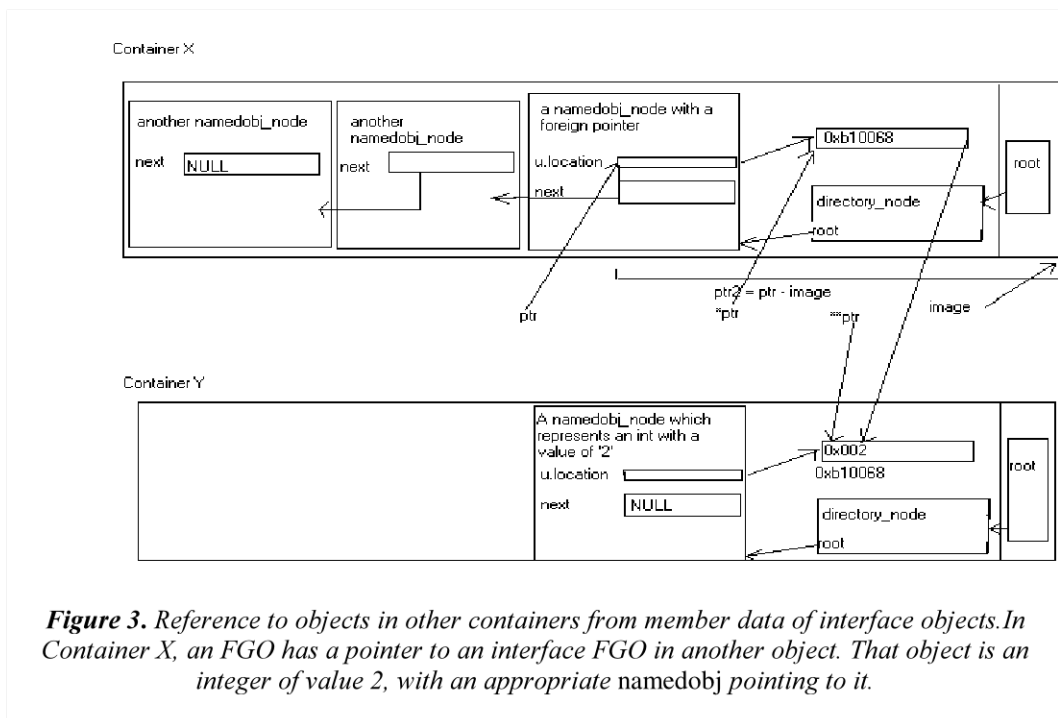 Container X
another namedobj_node
next
NULL
another
namedobj_node
next
a namedobj_node with a
foreign pointer
u.location
next
0xb10068
directory_node
root
root
ptr2 = ptr - image
ptr
*ptr
**ptr
image
Container Y
A namedobj_node which
represents an int with a
value of '2'
u.location
next
NULL
0x002
0xb10068
directory_node
root
root
Figure 3. Reference to objects in other containers from member data of interface objects.In
Container X, an FGO has a pointer to an interface FGO in another object. That object is an
integer of value 2, with an appropriate namedobj pointing to it.